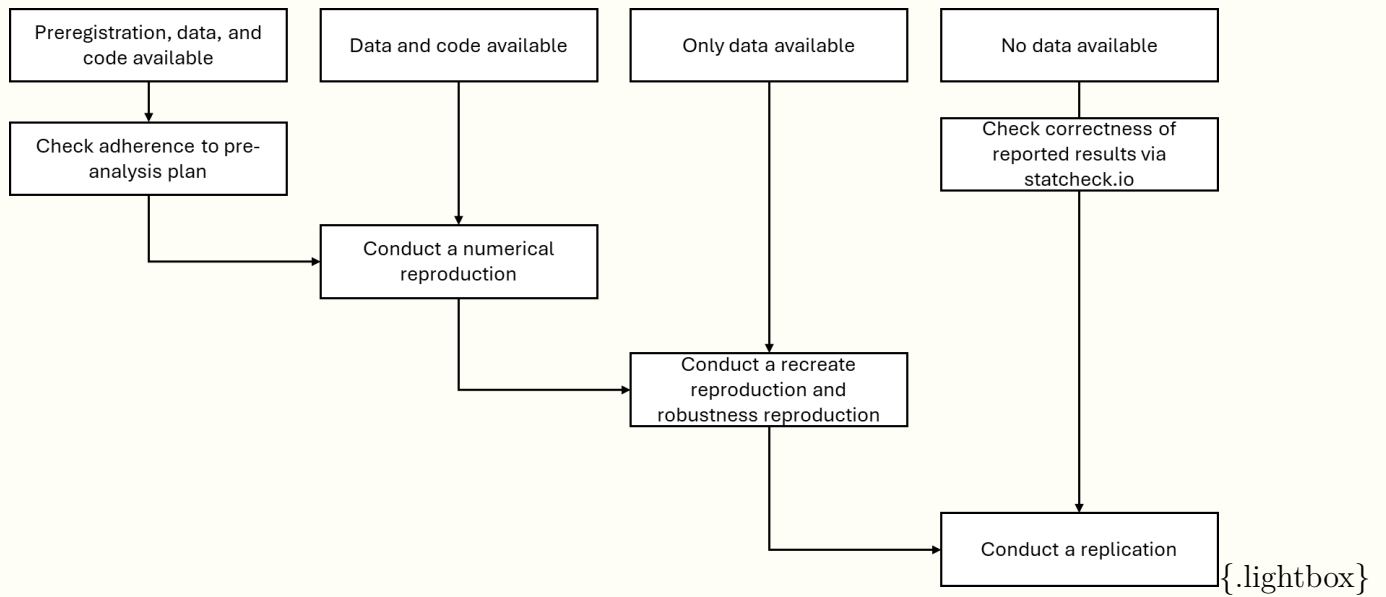 Preregistration, data, and
code available
Data and code available
Only data available
No data available
Check adherence to pre-
analysis plan
Check correctness of
reported results via
statcheck.io
Conduct a numerical
reproduction
Conduct a recreate
reproduction and
robustness reproduction
Conduct a replication
{.lightbox}